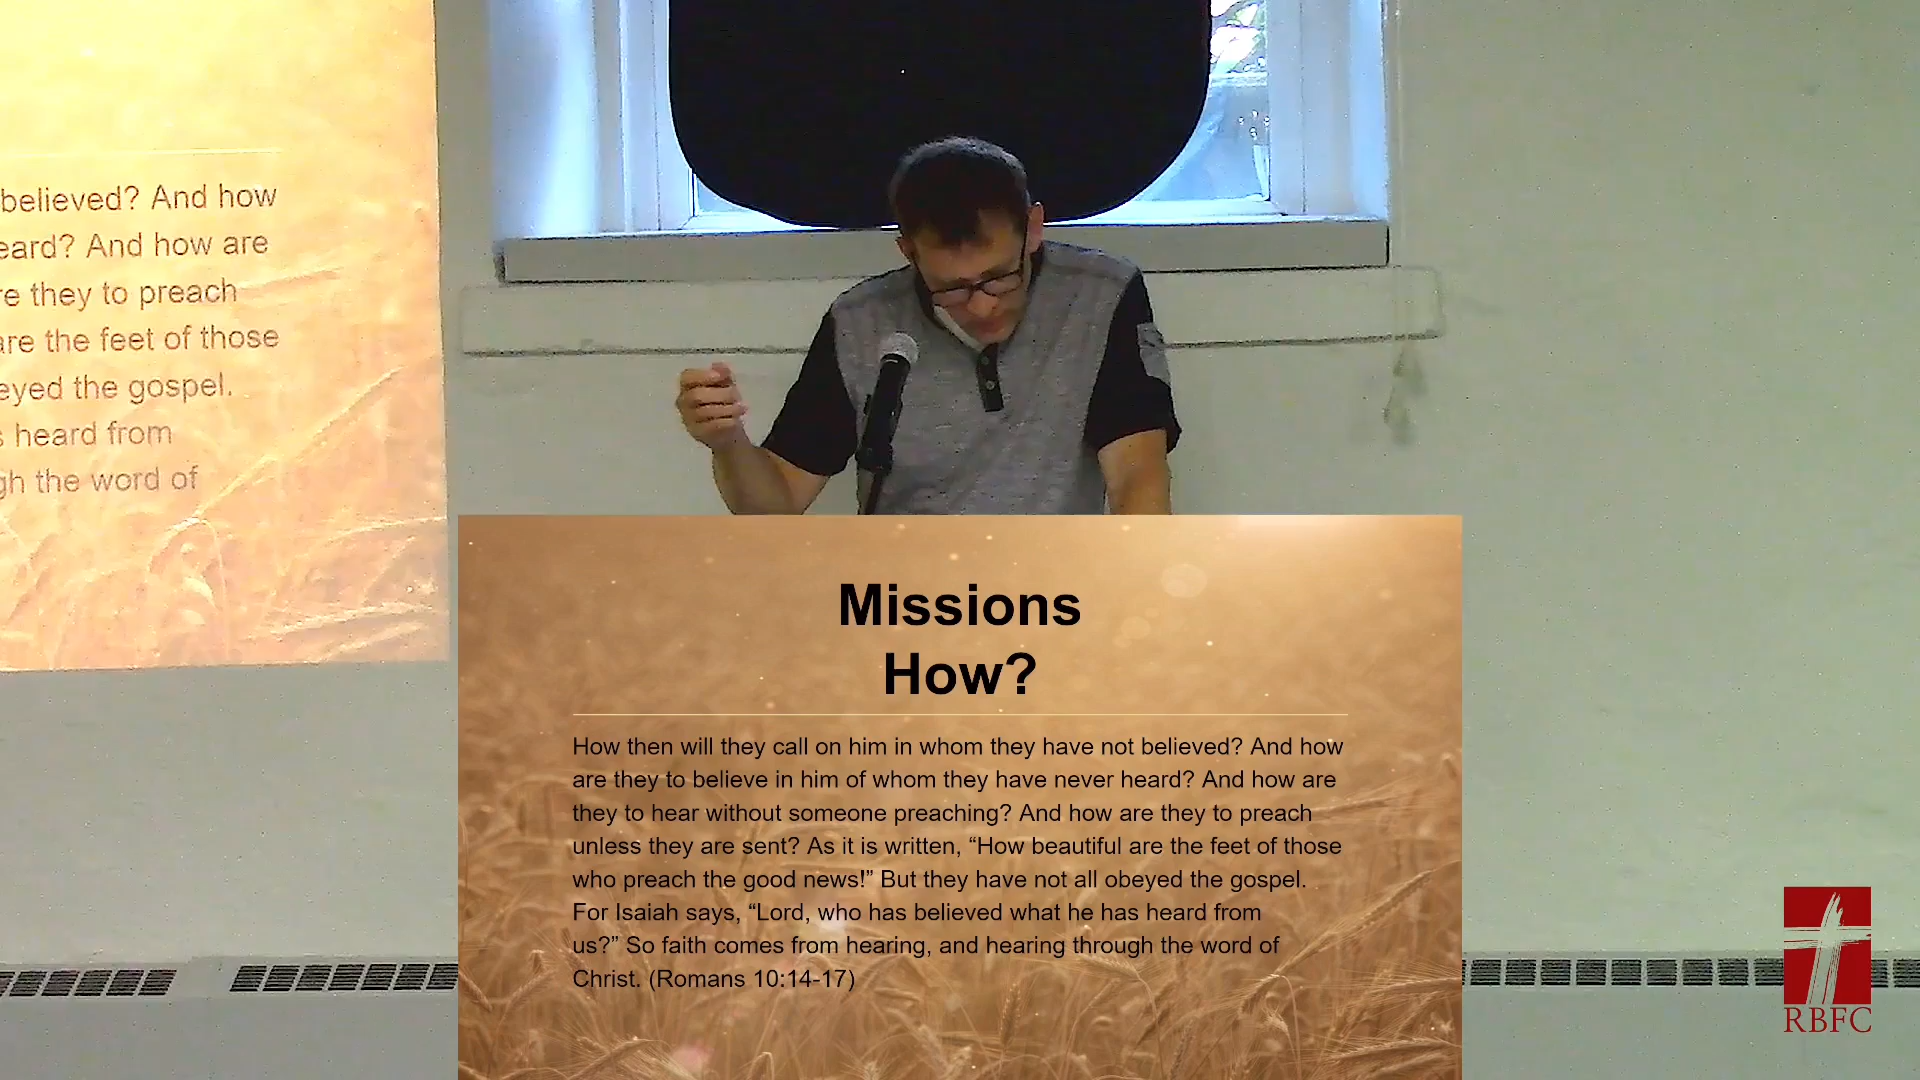 believed? And how
eard? And how are
re they to preach
are the feet of those
eyed the gospel.
s heard from
gh the word of
Missions
How?
How then will they call on him in whom they have not believed? And how
are they to believe in him of whom they have never heard? And how are
they to hear without someone preaching? And how are they to preach
unless they are sent? As it is written, “How beautiful are the feet of those
who preach the good news!” But they have not all obeyed the gospel.
For Isaiah says, “Lord, who has believed what he has heard from
us?” So faith comes from hearing, and hearing through the word of
Christ. (Romans 10:14-17)
RBFC